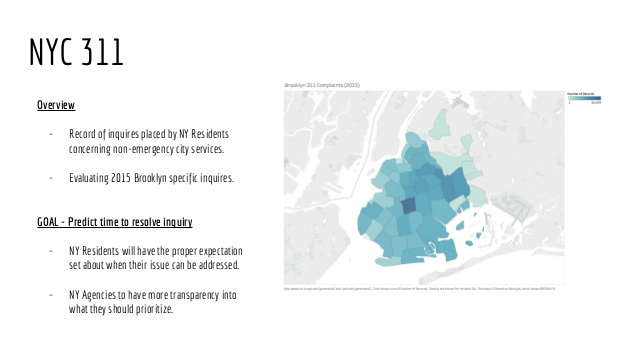 NYC 311
Overview
- Record of inquires placed by NY Residents
concerning non-emergency city services.
- Evaluating 2015 Brooklyn specific inquires.
GOAL - Predict time to resolve inquiry
- NY Residents will have the proper expectation
set about when their issue can be addressed.
- NY Agencies to have more transparency into
what they should prioritize.
Brooklyn 311 Complaints (2015)
Number of Records